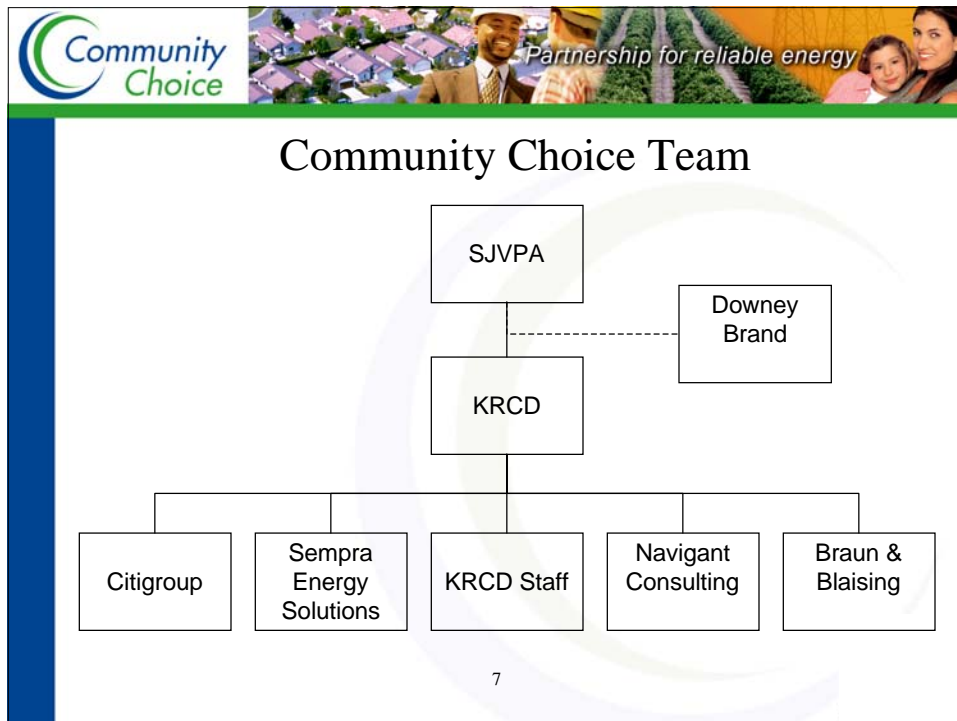 Community
Choice
Partnership for reliable energy
Community Choice Team
SJVPA
Downey
Brand
KRCD
Citigroup
Sempra
Energy
Solutions
KRCD Staff
Navigant
Consulting
Braun &
Blaising
7